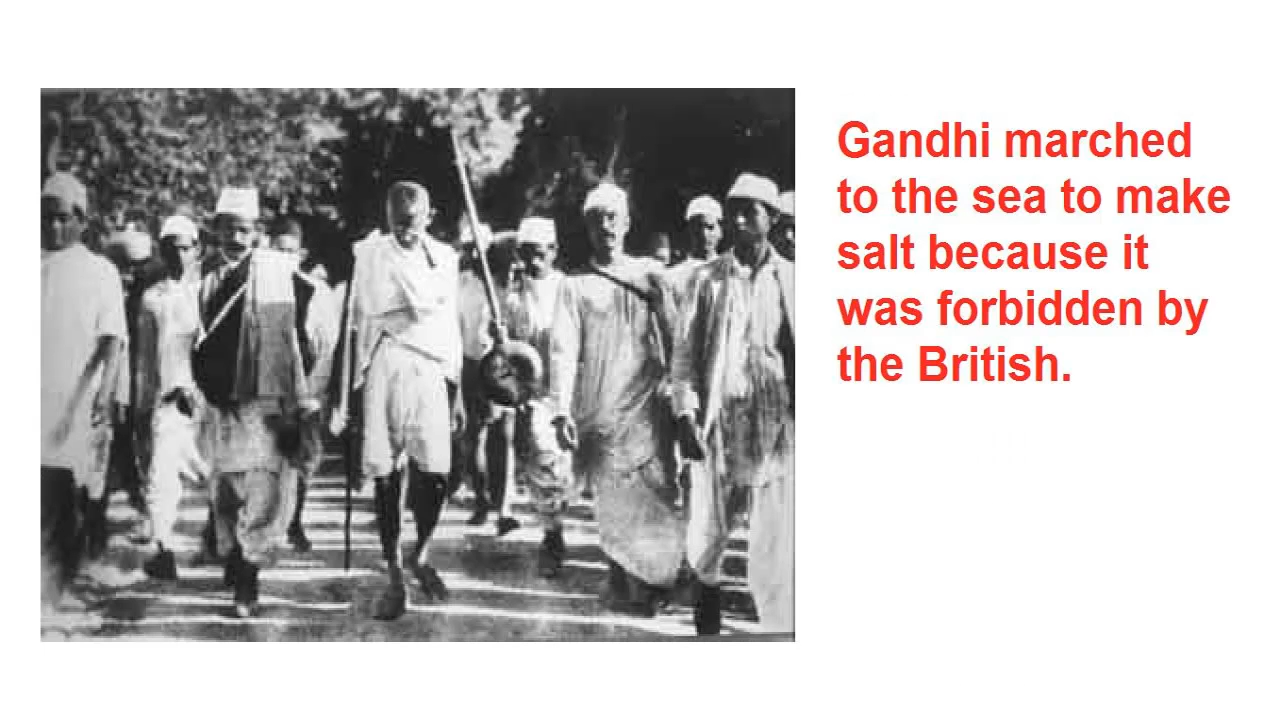 Gandhi marched
to the sea to make
salt because it
was forbidden by
the British.